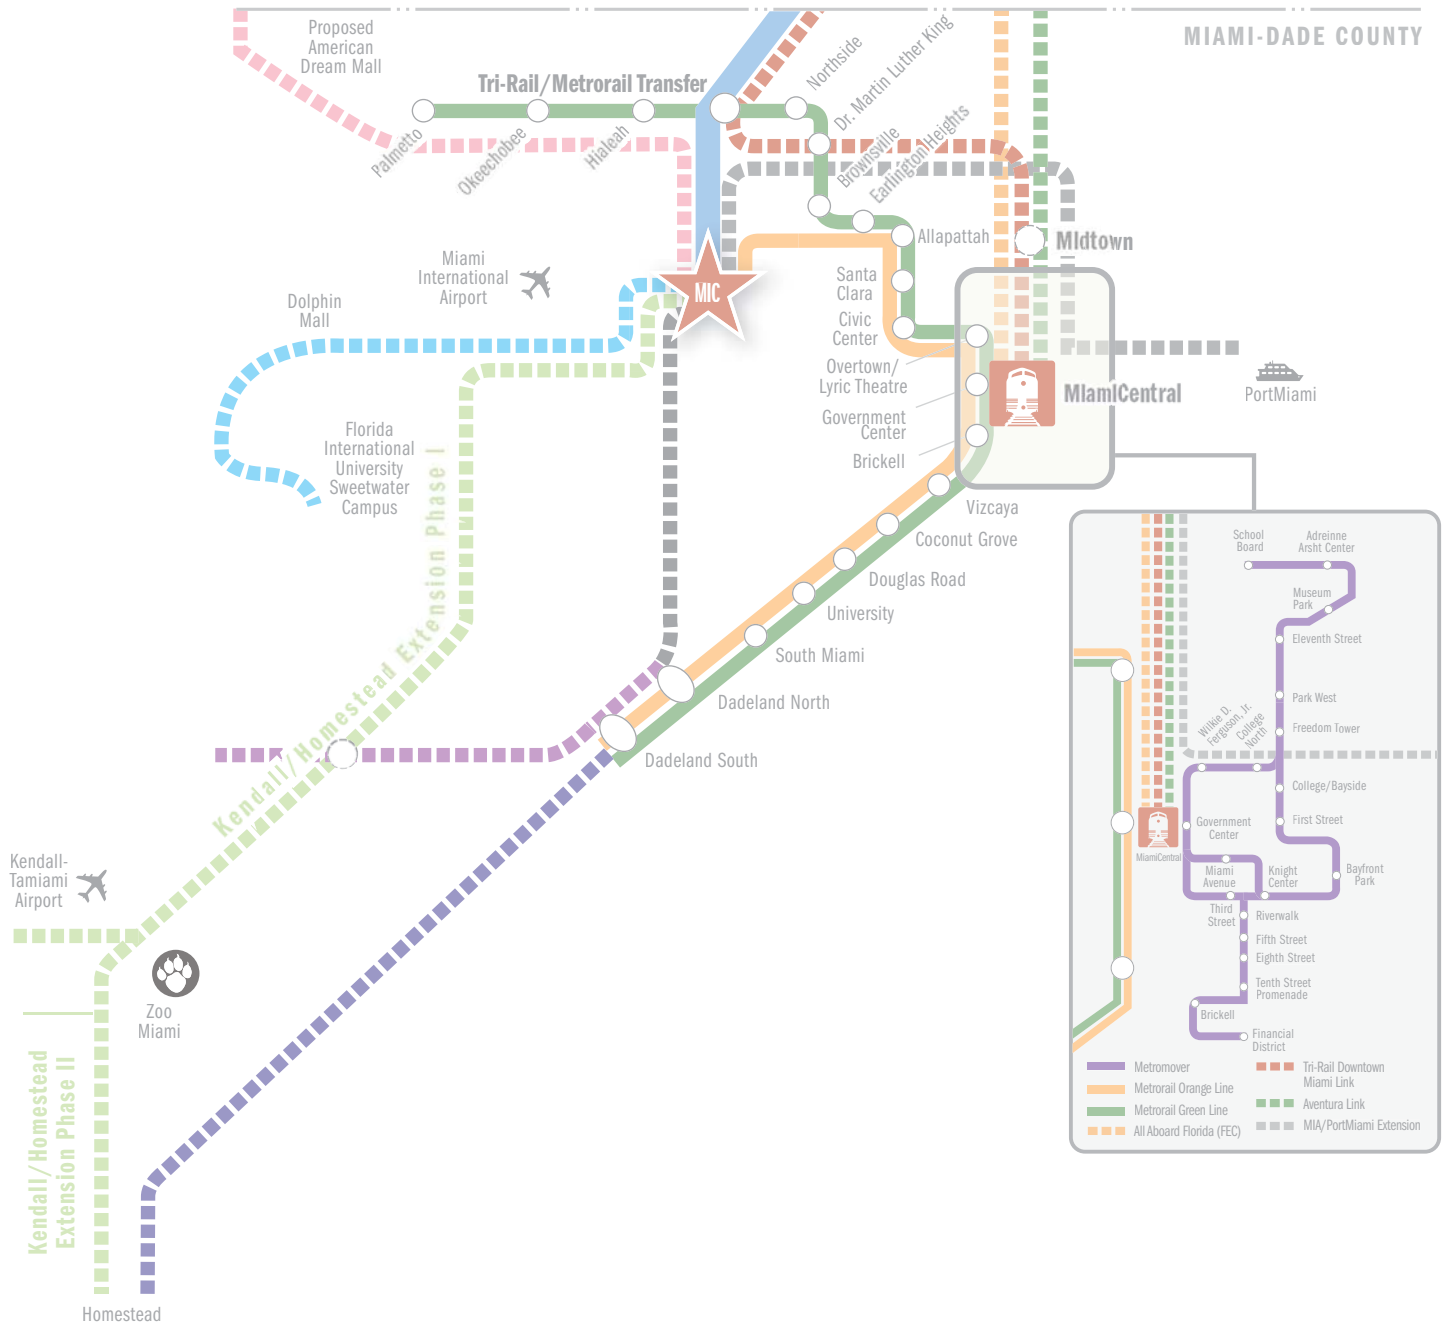 MIAMI-DADE COUNTY
Proposed
American
Dream Mall
Tri-Rail/Metrorail Transfer
Northside
Dr. Martin Luther King
Palmetto
Okeechobee
Hialeah
Brownsville
Earlington Heights
Allapattah
MIdtown
Miami
International
Airport
MIC
Santa
Clara
Dolphin
Mall
Civic
Center
Overtown/
Lyric Theatre
MIamiCentral
PortMiami
Government
Center
Brickell
Florida
International
University
Sweetwater
Campus
Vizcaya
Coconut Grove
Douglas Road
University
South Miami
Dadeland North
Dadeland South
Kendall/Homestead Extension Phase I
Kendall-
Tamiami
Airport
Zoo
Miami
Kendall/Homestead
Extension Phase II
Homestead
School
Board
Adreinne
Arsht Center
Museum
Park
Eleventh Street
Park West
Wilkie D.
Ferguson, Jr.
College
North
Freedom Tower
College/Bayside
First Street
Government
Center
MiamiCentral
Miami
Avenue
Knight
Center
Bayfront
Park
Third
Street
Riverwalk
Fifth Street
Eighth Street
Tenth Street
Promenade
Brickell
Financial
District
Metromover
Metrorail Orange Line
Metrorail Green Line
All Aboard Florida (FEC)
Tri-Rail Downtown
Miami Link
Aventura Link
MIA/PortMiami Extension